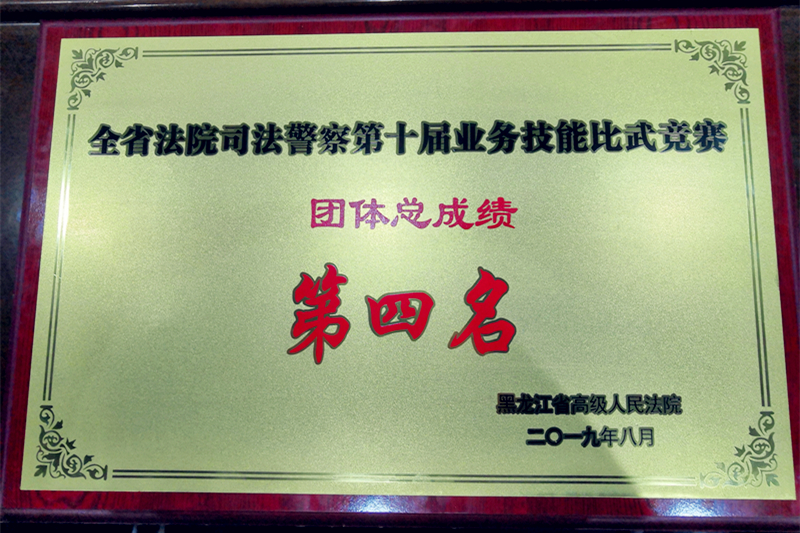 全省法院司法警察第十届业务技能比武竞赛
团体总成绩
第四名
黑龙江省高级人民法院
二〇一九年八月